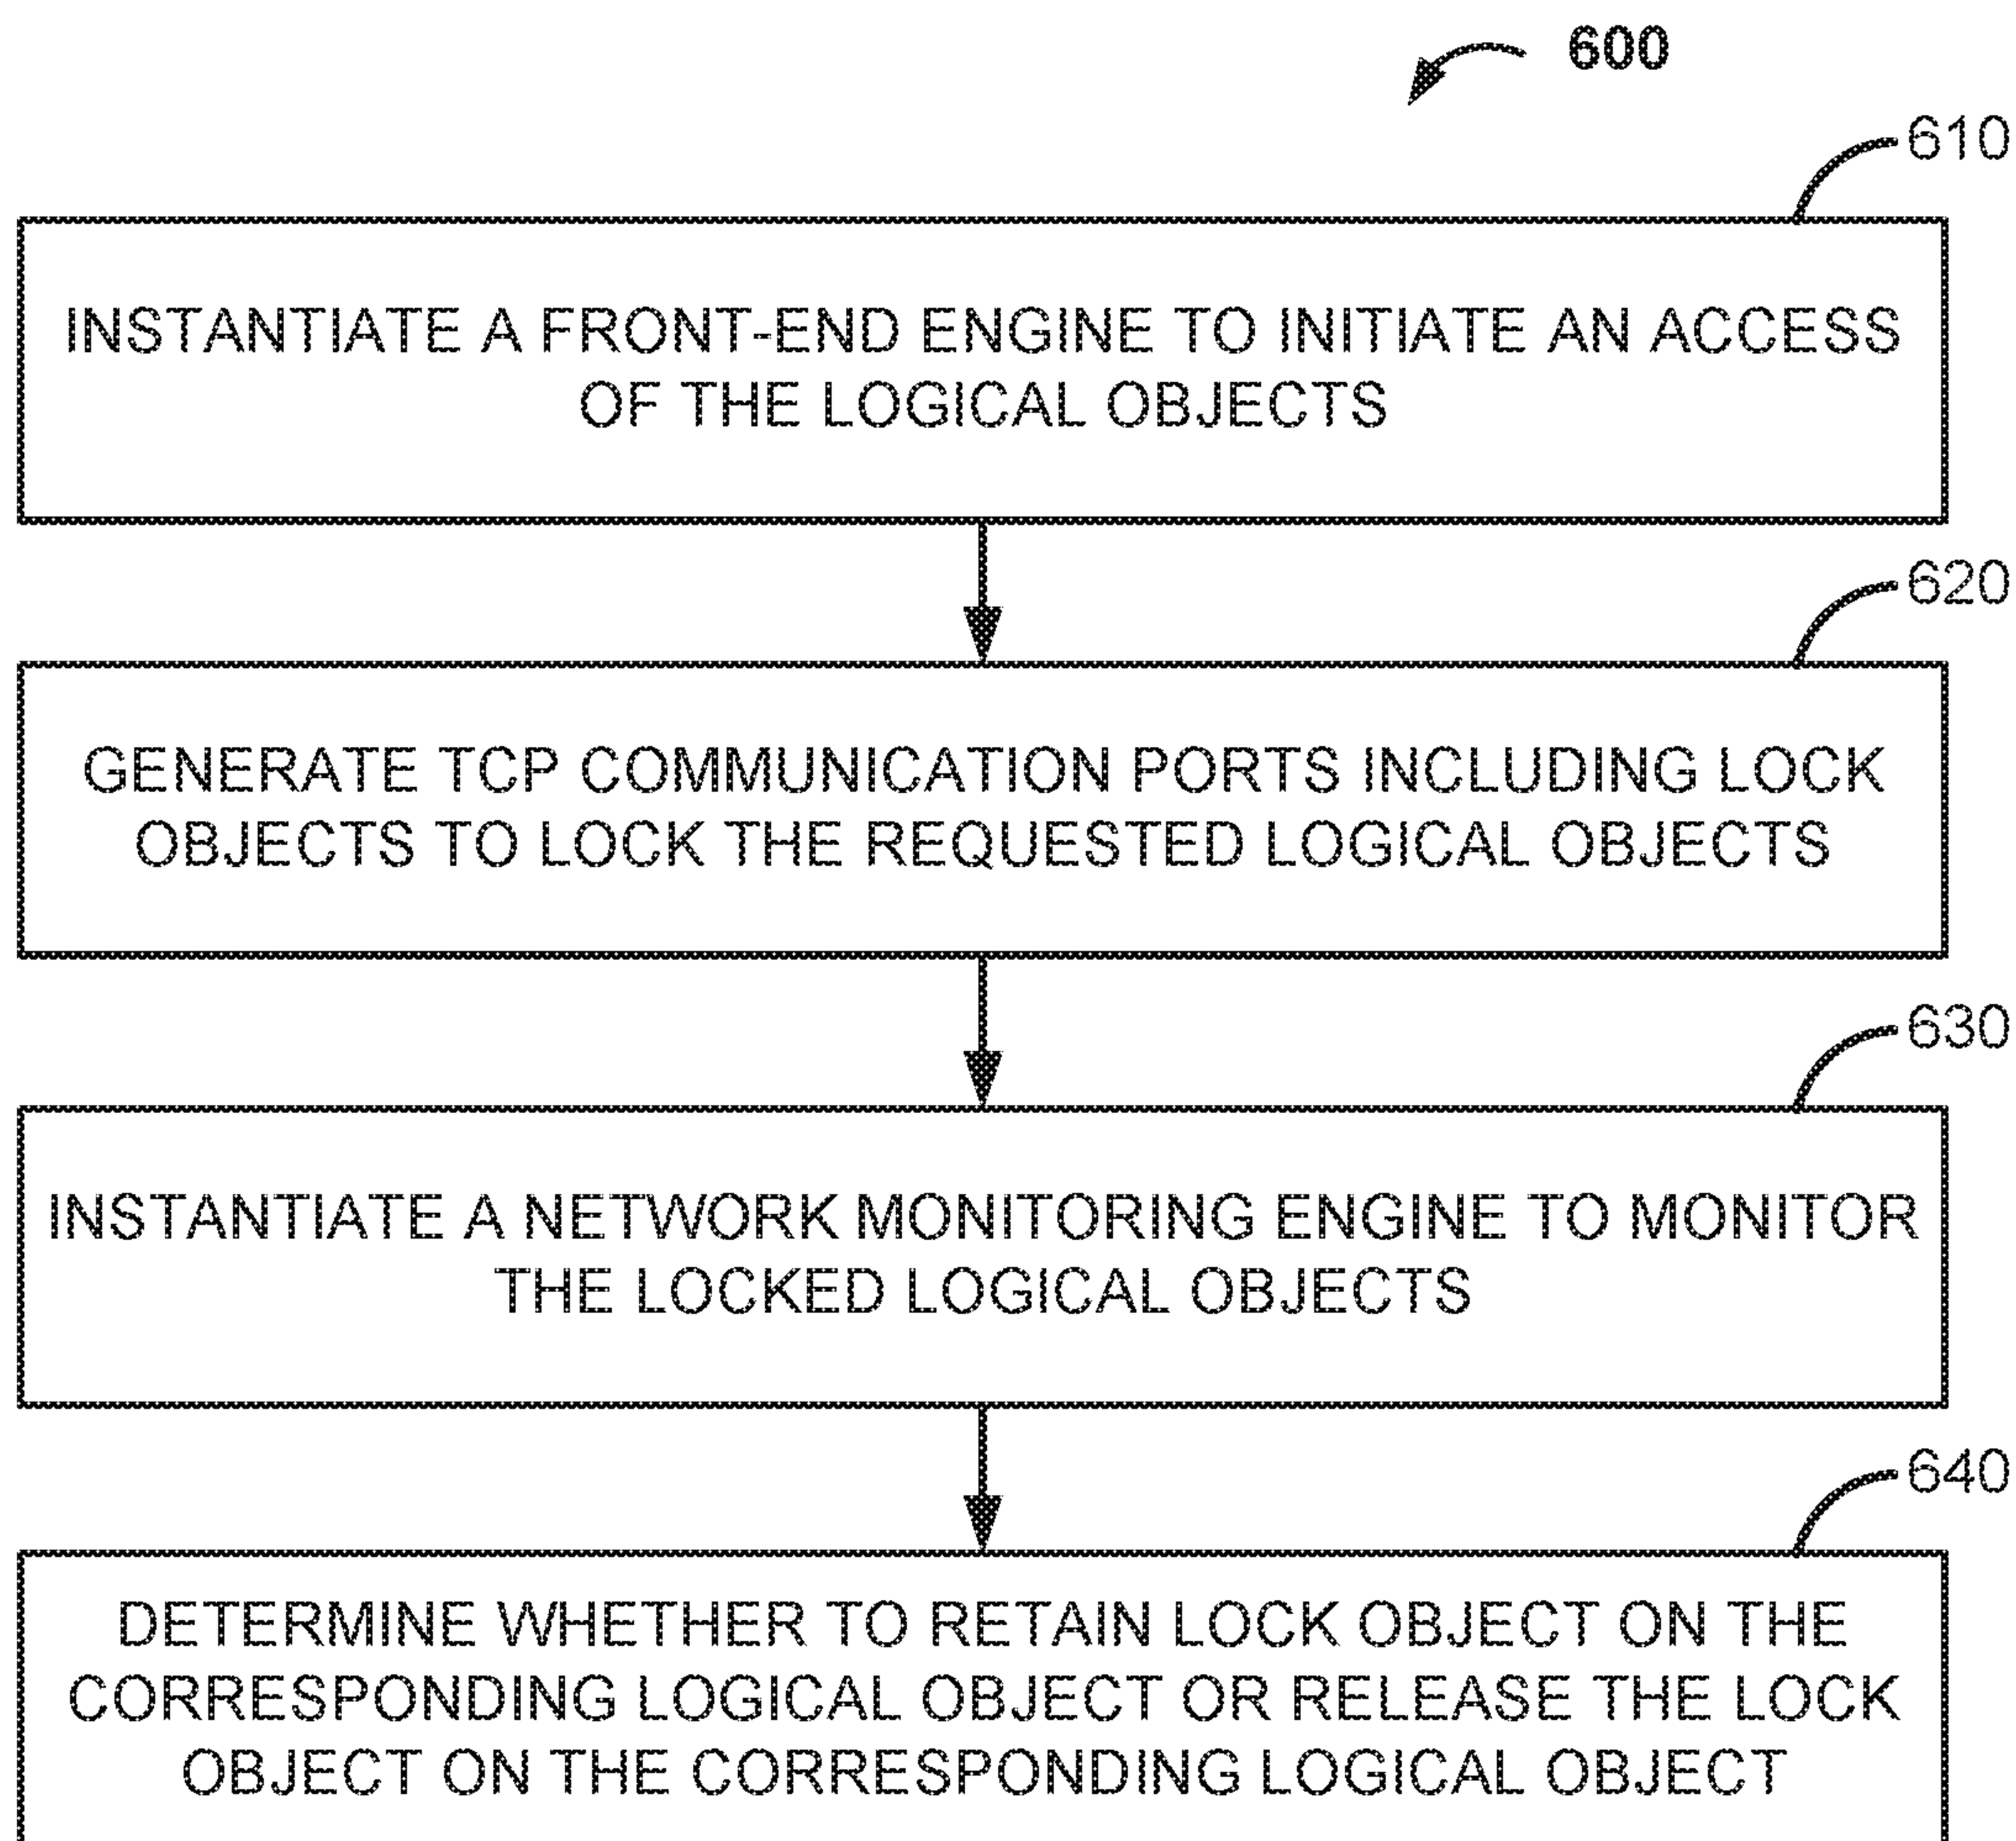 600
610
INSTANTIATE A FRONT-END ENGINE TO INITIATE AN ACCESS
OF THE LOGICAL OBJECTS
620
GENERATE TCP COMMUNICATION PORTS INCLUDING LOCK
OBJECTS TO LOCK THE REQUESTED LOGICAL OBJECTS
630
INSTANTIATE A NETWORK MONITORING ENGINE TO MONITOR
THE LOCKED LOGICAL OBJECTS
640
DETERMINE WHETHER TO RETAIN LOCK OBJECT ON THE
CORRESPONDING LOGICAL OBJECT OR RELEASE THE LOCK
OBJECT ON THE CORRESPONDING LOGICAL OBJECT